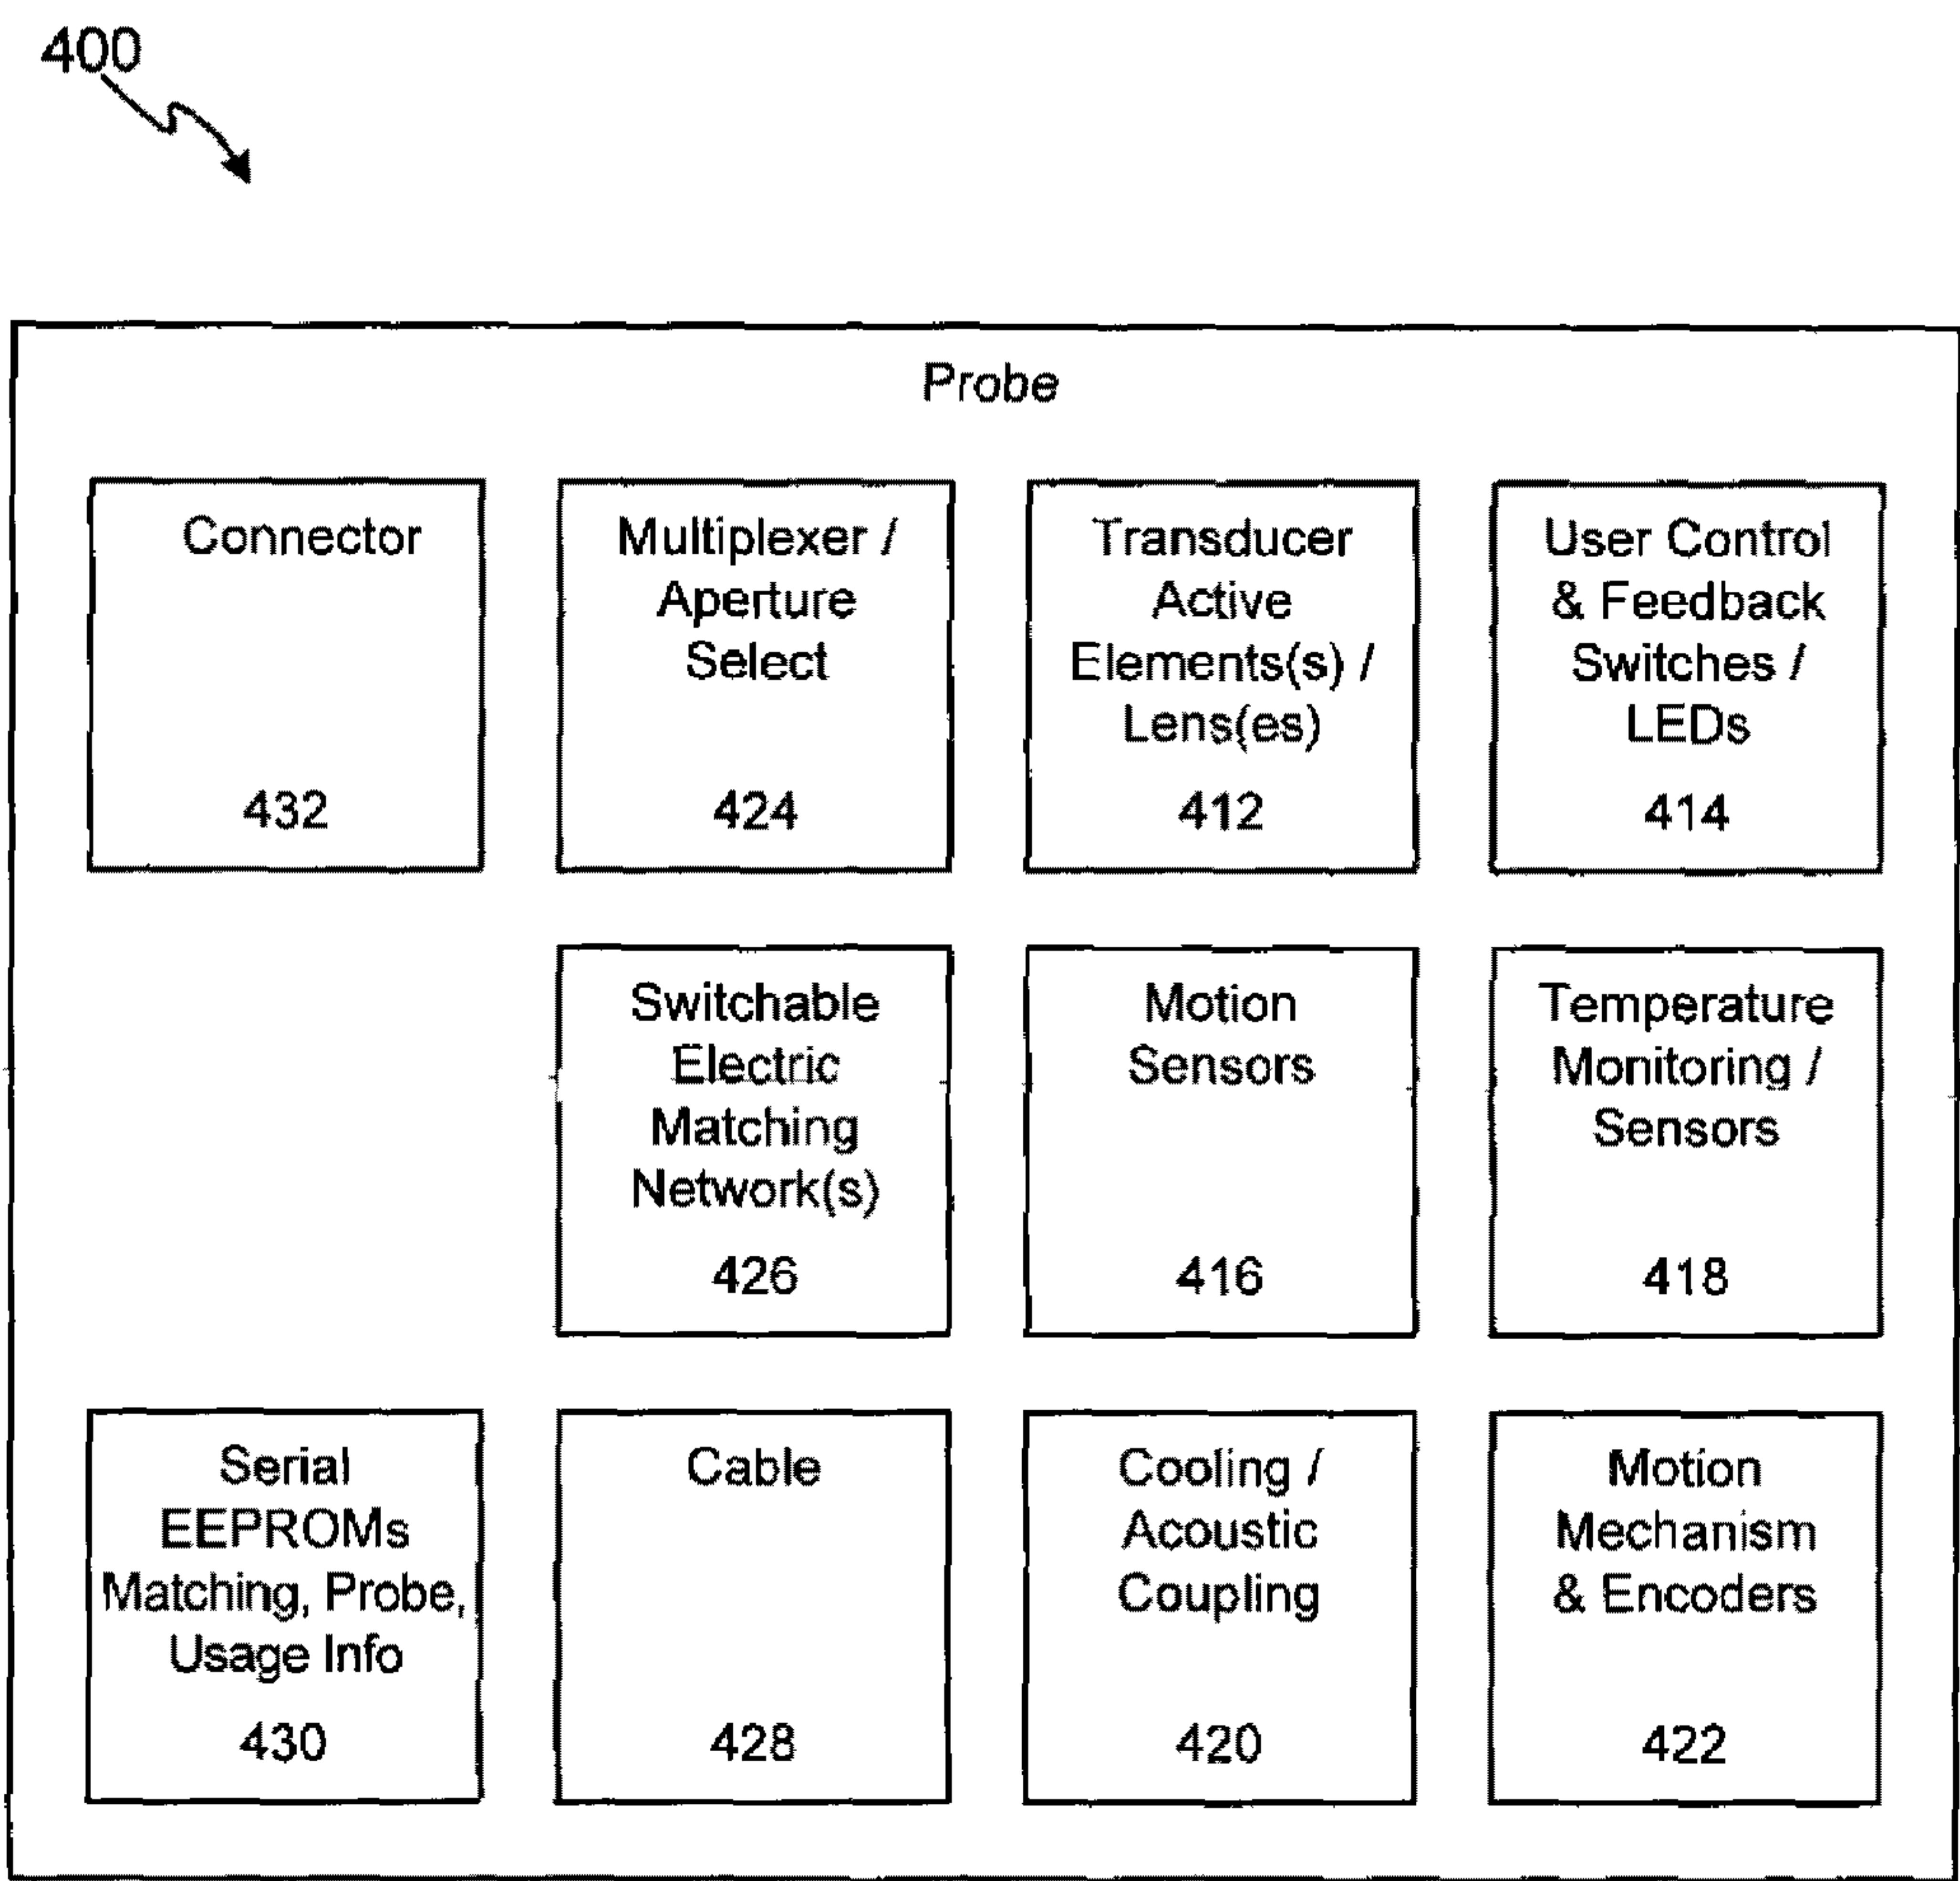 400
Probe
Connector
432
Multiplexer /
Aperture
Select
424
Transducer
Active
Elements(s) /
Lens(es)
412
User Control
& Feedback
Switches /
LEDs
414
Switchable
Electric
Matching
Network(s)
426
Motion
Sensors
416
Temperature
Monitoring /
Sensors
418
Serial
EEPROMs
Matching, Probe,
Usage Info
430
Cable
428
Cooling /
Acoustic
Coupling
420
Motion
Mechanism
& Encoders
422